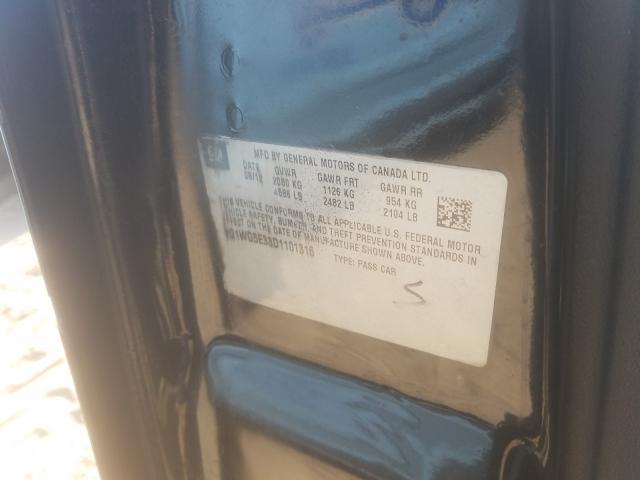 GM
MFD BY GENERAL MOTORS OF CANADA LTD.
DATE GVWR GAWR FRT GAWR RR
2080 KG 1126 KG 954 KG
4586 LB 2482 LB 2104 LB
VEHICLE CONFORMS TO ALL APPLICABLE U.S. FEDERAL MOTOR
VEHICLE SAFETY, BUMPER, AND THEFT PREVENTION STANDARDS IN
EFFECT ON THE DATE OF MANUFACTURE SHOWN ABOVE.
TYPE: PASS CAR
S